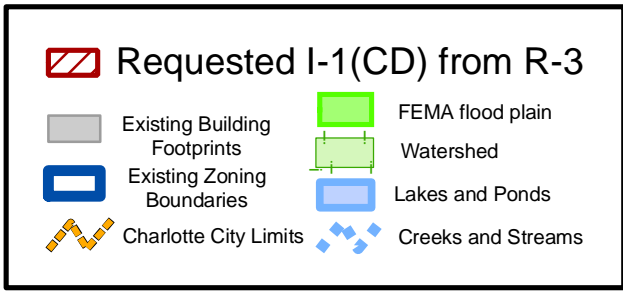 Requested I-1(CD) from R-3
Existing Building
Footprints
Existing Zoning
Boundaries
Charlotte City Limits
FEMA flood plain
Watershed
Lakes and Ponds
Creeks and Streams